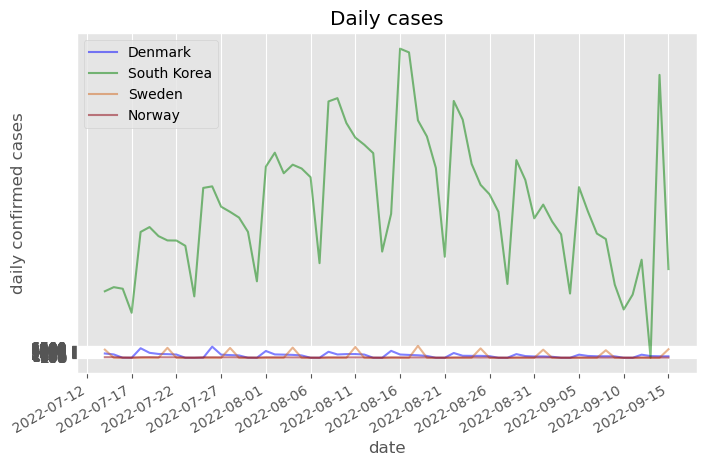 Daily cases
Denmark
South Korea
Sweden
Norway
daily confirmed cases
2022-07-12
2022-07-17
2022-07-22
2022-07-27
2022-08-01
2022-08-06
2022-08-11
2022-08-16
2022-08-21
2022-08-26
2022-08-31
2022-09-05
2022-09-10
2022-09-15
date